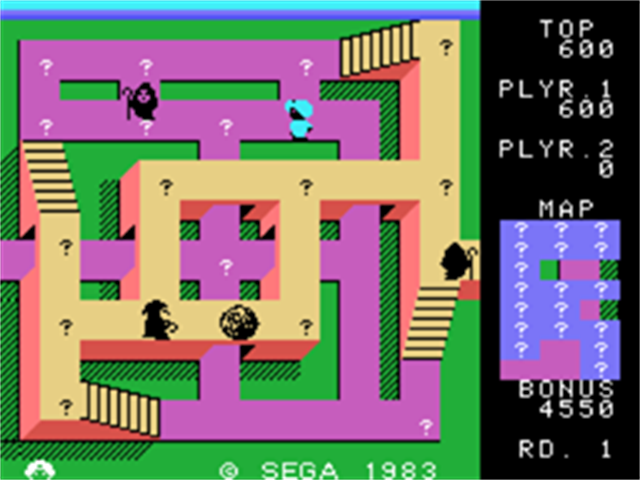 TOP
600
PLYR.1
600
PLYR.2
0
MAP
? ? ?
? ? ?
?
? ?
? ? ?
? ?
? ? ?
?
BONUS
4550
RD. 1
? ? ? ?
? ? ?
? ? ?
? ?
? ?
? ?
© SEGA 1983